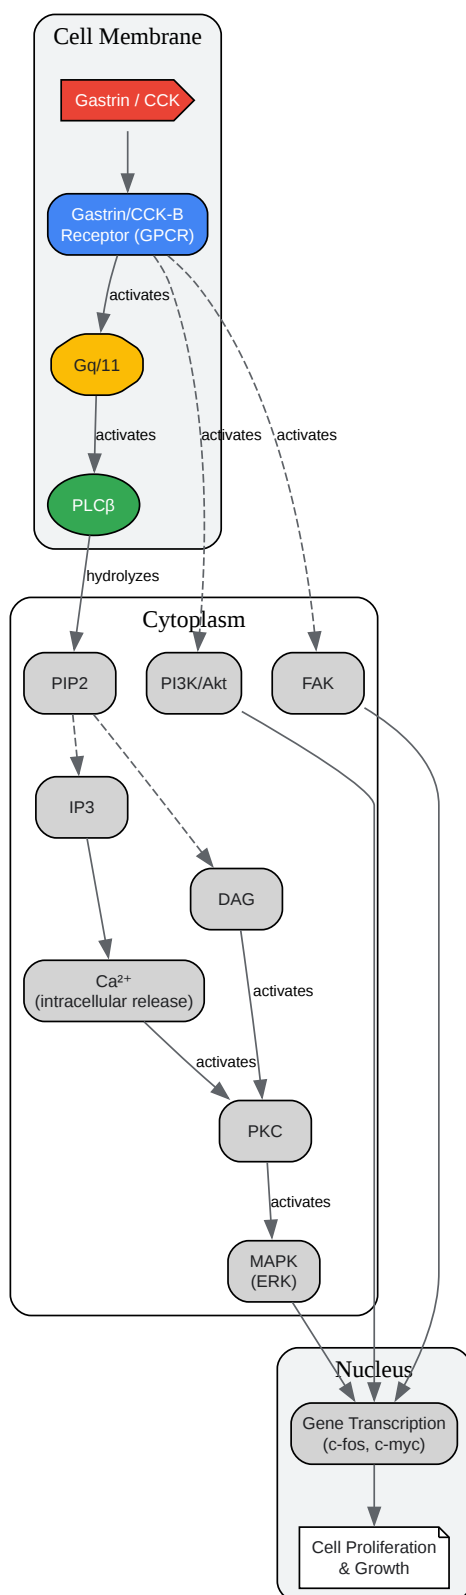 Cell Membrane
Gastrin / CCK
Gastrin/CCK-B
Receptor (GPCR)
activates
Gq/11
activates
activates
activates
PLCβ
hydrolyzes
Cytoplasm
PIP2
PI3K/Akt
FAK
IP3
DAG
Ca²⁺
(intracellular release)
activates
activates
PKC
activates
MAPK
(ERK)
Nucleus
Gene Transcription
(c-fos, c-myc)
Cell Proliferation
& Growth